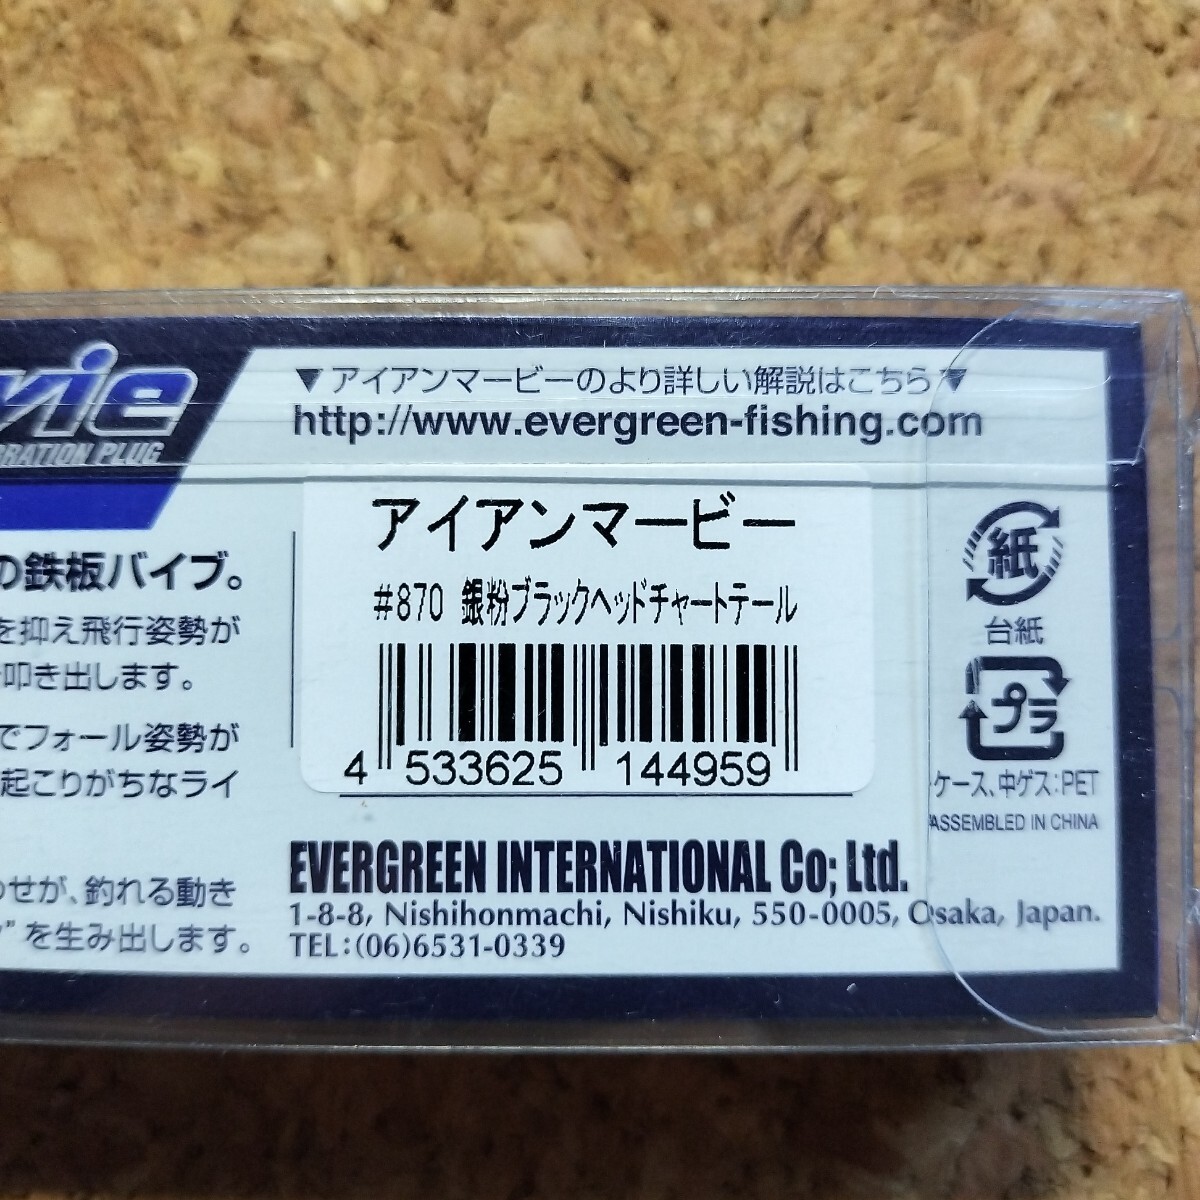 vie
BRATION PLUG
▼アイアンマービーのより詳しい解説はこちら▼
http://www.evergreen-fishing.com
アイアンマービー
#870 銀粉ブラックヘッドチャートテール
4 533625 144959
の鉄板バイブ。
を抑え飛行姿勢が
叩き出します。
でフォール姿勢が
起こりがちなライ
わせが、釣れる動き
”を生み出します。
紙
台紙
プラ
ケース、中ゲス:PET
ASSEMBLED IN CHINA
EVERGREEN INTERNATIONAL Co; Ltd.
1-8-8, Nishihonmachi, Nishiku, 550-0005, Osaka, Japan.
TEL:(06)6531-0339